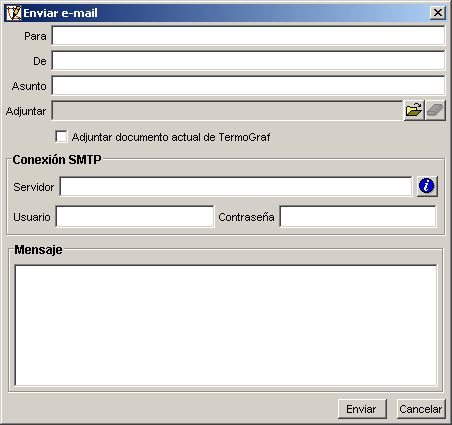 Enviar e-mail
Para
De
Asunto
Adjuntar
Adjuntar documento actual de TermoGraf
Conexión SMTP
Servidor
Usuario Contraseña
Mensaje
Enviar Cancelar